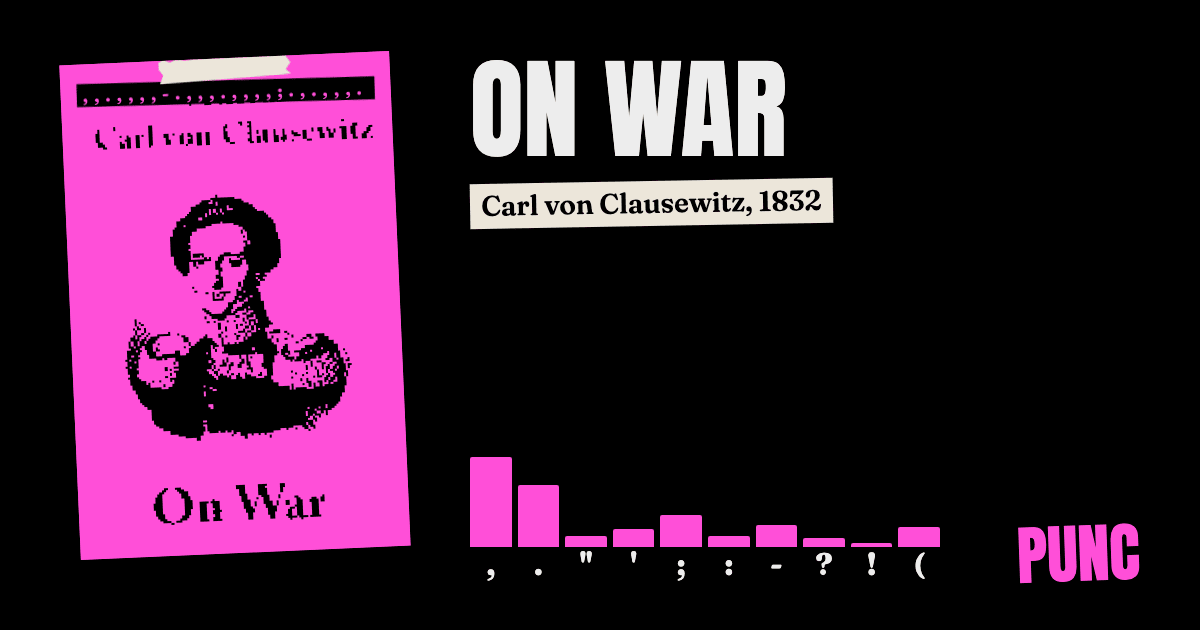 ,,.,,,,-.,,,.,,,,;,.,,,.
Carl von Clausewitz
On War
ON WAR
Carl von Clausewitz, 1832
, . " ' ; : - ? ! (
PUNC